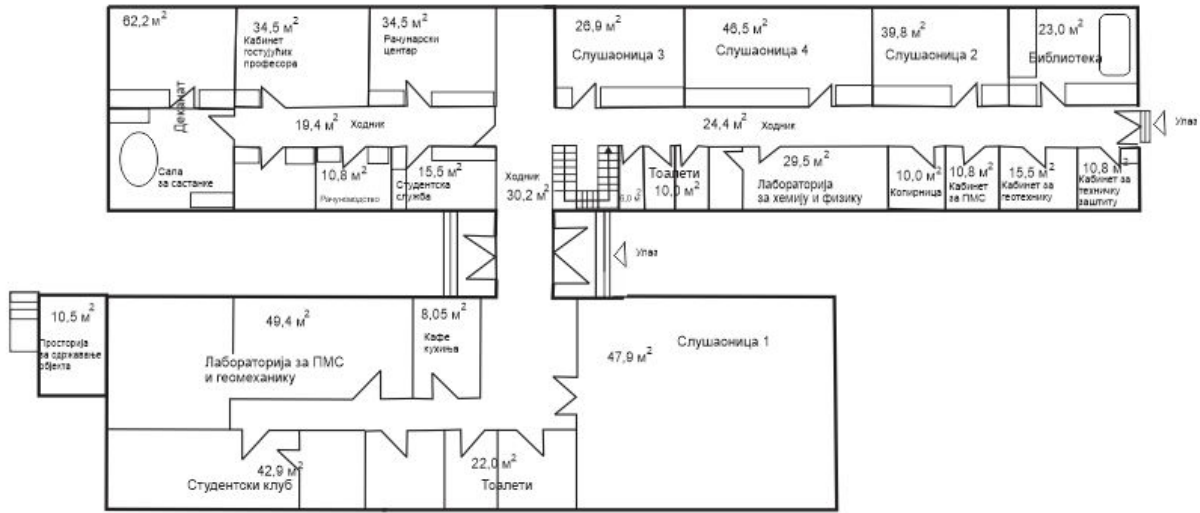 62,2 м²
34,5 м²
Кабинет
гостујућих
професора
34,5 м²
Рачунарски
центар
26,9 м²
Слушаоница 3
46,5 м²
Слушаоница 4
39,8 м²
Слушаоница 2
23,0 м²
Библиотека
Деканат
19,4 м² Ходник
24,4 м² Ходник
Улаз
Сала
за састанке
10,8 м²
Рачуноводство
15,5 м²
Студентска
служба
Ходник
30,2 м²
Тоалети
10,0 м²
29,5 м²
Лабораторија
за хемију и физику
10,0 м²
Копирница
10,8 м²
Кабинет
за ПМС
15,5 м²
Кабинет за
геотехнику
10,8 м²
Кабинет за
техничку
заштиту
Улаз
10,5 м²
Просторија
за одржавање
објекта
49,4 м²
Лабораторија за ПМС
и геомеханику
8,05 м²
Кафе
кухиња
47,9 м²
Слушаоница 1
42,9 м²
Студентски клуб
22,0 м²
Тоалети